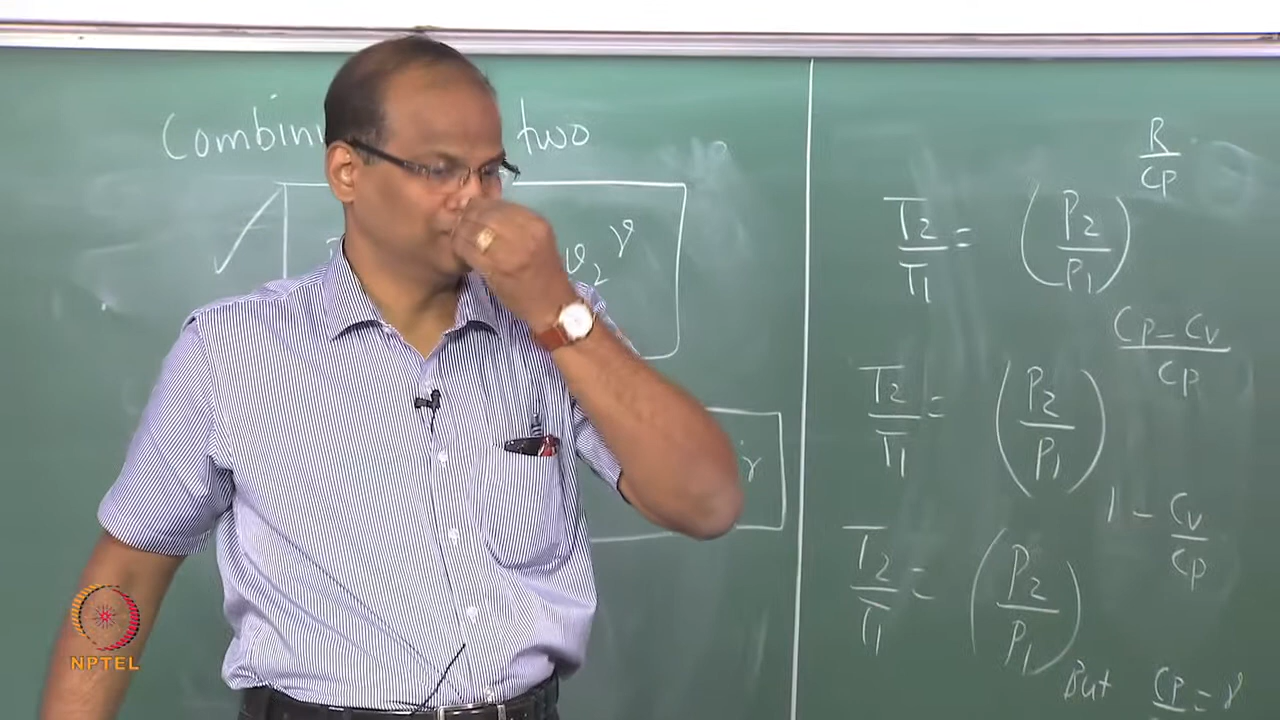 Combini two
v₂^γ
γ
T₂/T₁ = (P₂/P₁)^(R/Cp)
T₂/T₁ = (P₂/P₁)^((Cp - Cv)/Cp)
T₂/T₁ = (P₂/P₁)^(1 - Cv/Cp)
But Cp = γ
NPTEL